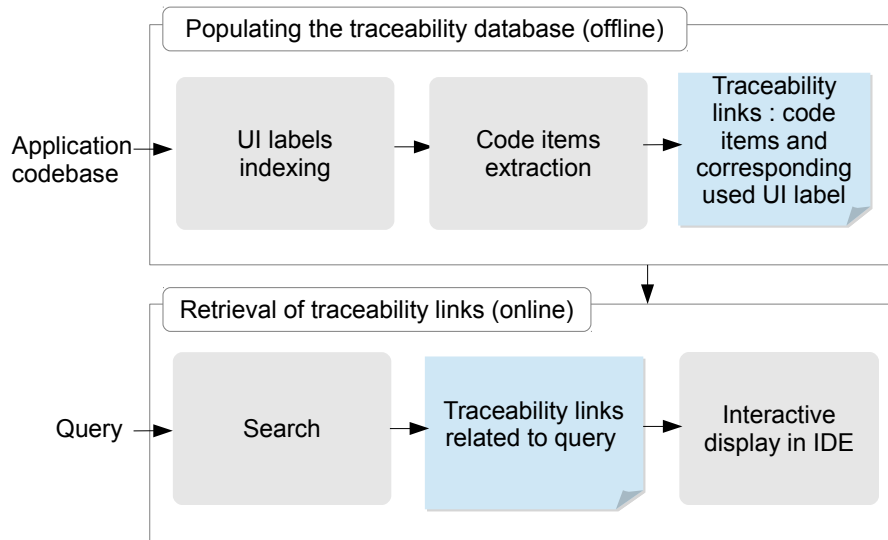 Populating the traceability database (offline)
Application
codebase
UI labels
indexing
Code items
extraction
Traceability
links : code
items and
corresponding
used UI label
Retrieval of traceability links (online)
Query
Search
Traceability links
related to query
Interactive
display in IDE